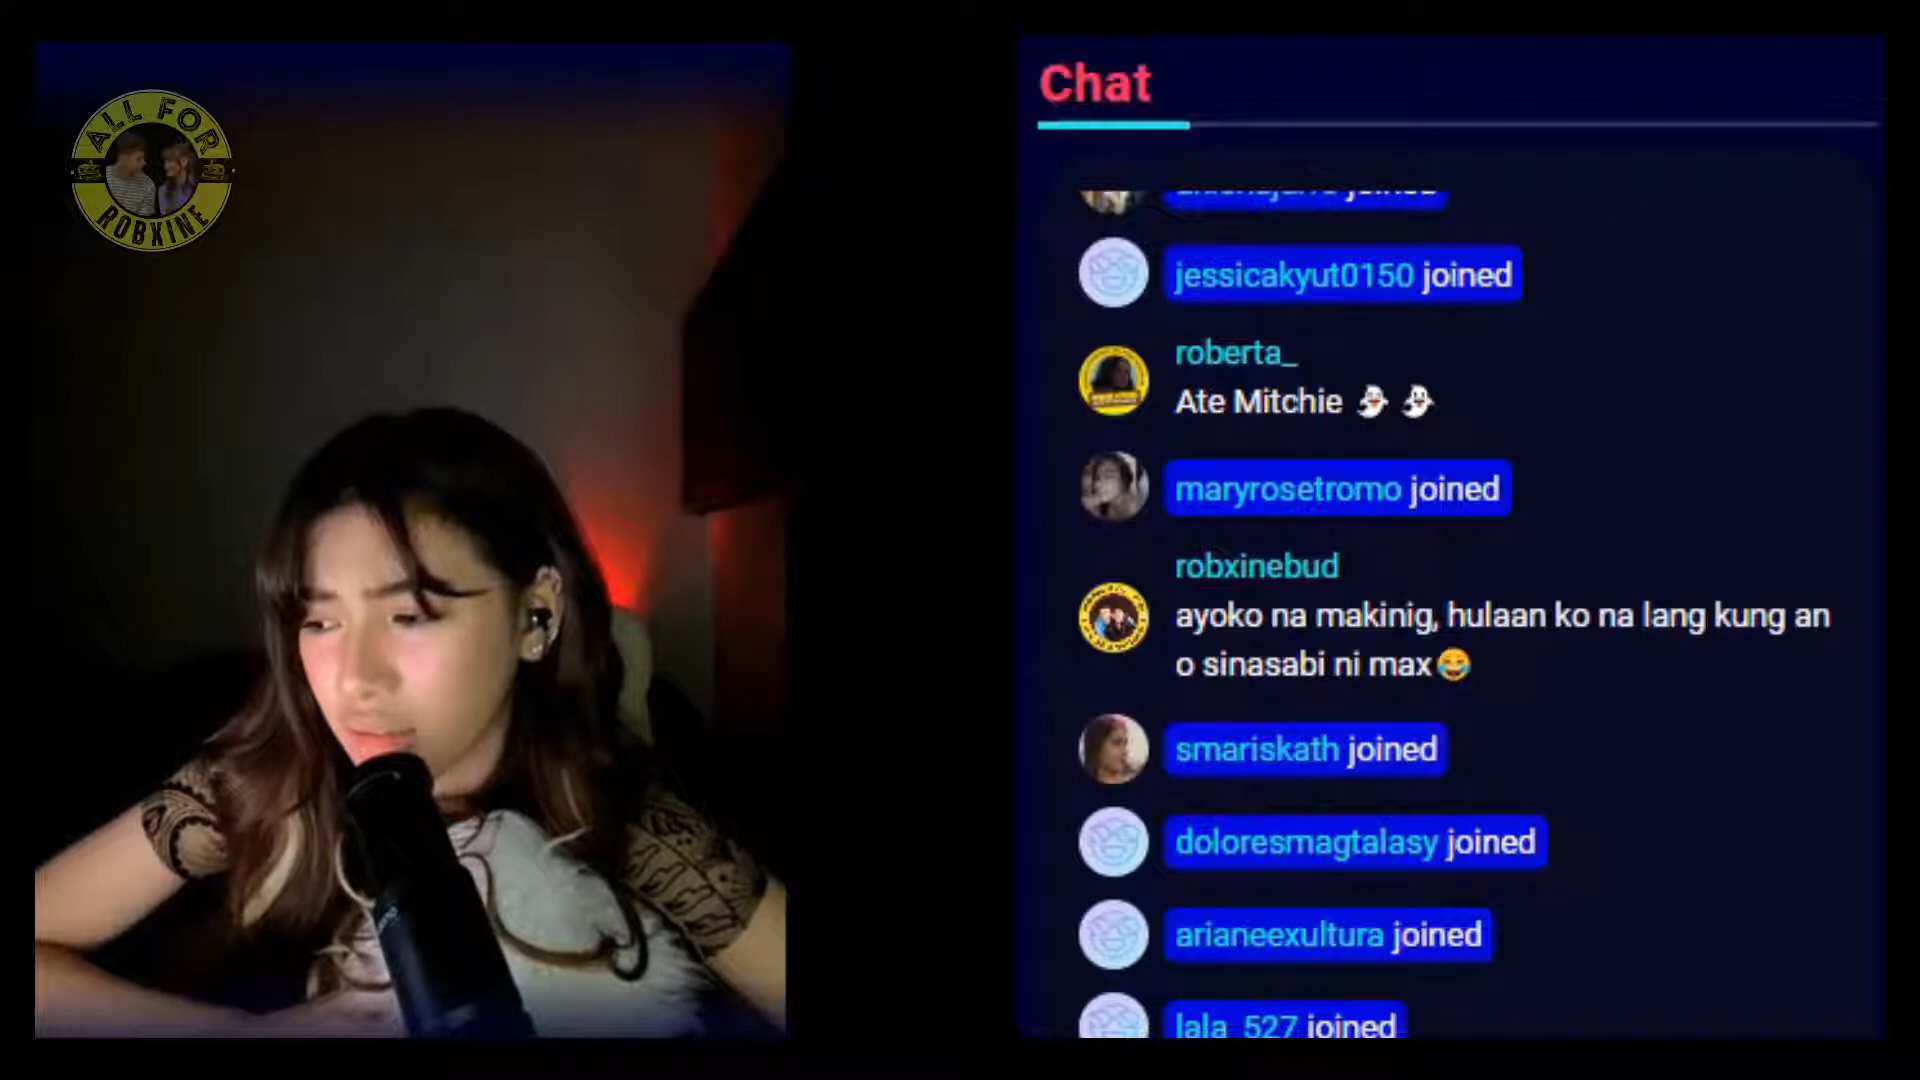 ALL FOR
ROBXINE
Chat
joined
jessicakyut0150 joined
roberta_
Ate Mitchie 👻 👻
maryrosetromo joined
robxinebud
ayoko na makinig, hulaan ko na lang kung an
o sinasabi ni max😂
smariskath joined
doloresmagtalasy joined
arianeexultura joined
lala_527 joined